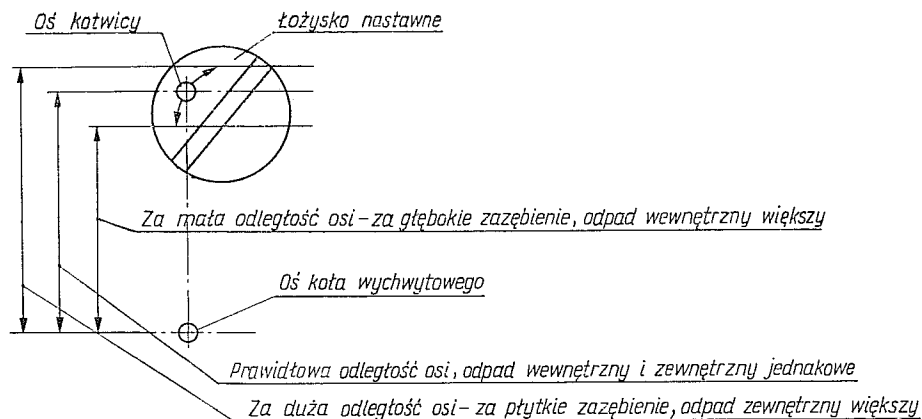 Oś kotwicy
Łożysko nastawne
Za mała odległość osi – za głębokie zazębienie, odpad wewnętrzny większy
Oś koła wychwytowego
Prawidłowa odległość osi, odpad wewnętrzny i zewnętrzny jednakowe
Za duża odległość osi – za płytkie zazębienie, odpad zewnętrzny większy